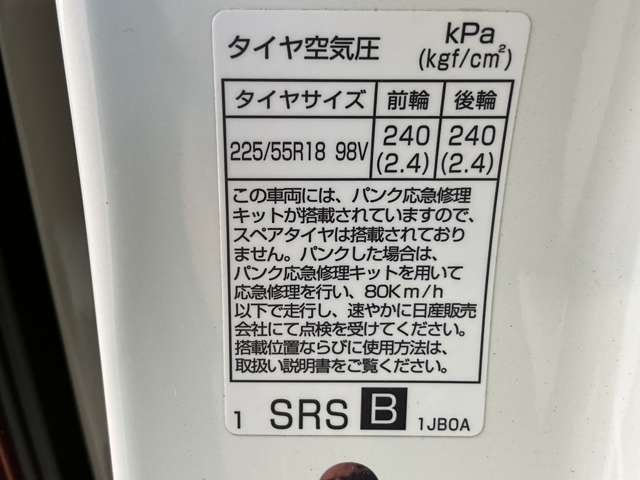 タイヤ空気圧 kPa
(kgf/cm²)
タイヤサイズ 前輪 後輪
225/55R18 98V 240 240
(2.4) (2.4)
この車両には、パンク応急修理
キットが搭載されていますので、
スペアタイヤは搭載されており
ません。パンクした場合は、
パンク応急修理キットを用いて
応急修理を行い、80Km/h
以下で走行し、速やかに日産販売
会社にて点検を受けてください。
搭載位置ならびに使用方法は、
取扱い説明書をご覧ください。
1 SRS B 1JB0A